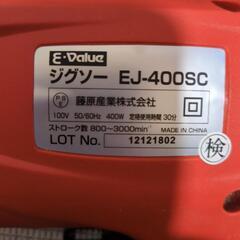 E-Value
ジグソー EJ-400SC
PSE
藤原産業株式会社
100V 50/60Hz 400W 定格使用時間 30分
ストローク数 800~3000min⁻¹
MADE IN CHINA
LOT No. 12121802
検